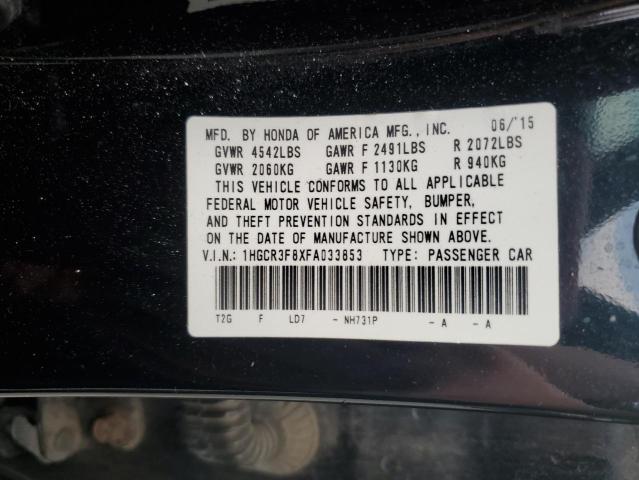 MFD. BY HONDA OF AMERICA MFG., INC. 06/'15
GVWR 4542LBS GAWR F 2491LBS R 2072LBS
GVWR 2060KG GAWR F 1130KG R 940KG
THIS VEHICLE CONFORMS TO ALL APPLICABLE
FEDERAL MOTOR VEHICLE SAFETY, BUMPER,
AND THEFT PREVENTION STANDARDS IN EFFECT
ON THE DATE OF MANUFACTURE SHOWN ABOVE.
V.I.N.: 1HGCR3F8XFA033853 TYPE: PASSENGER CAR
T2G F LD7 - NH731P - A - A